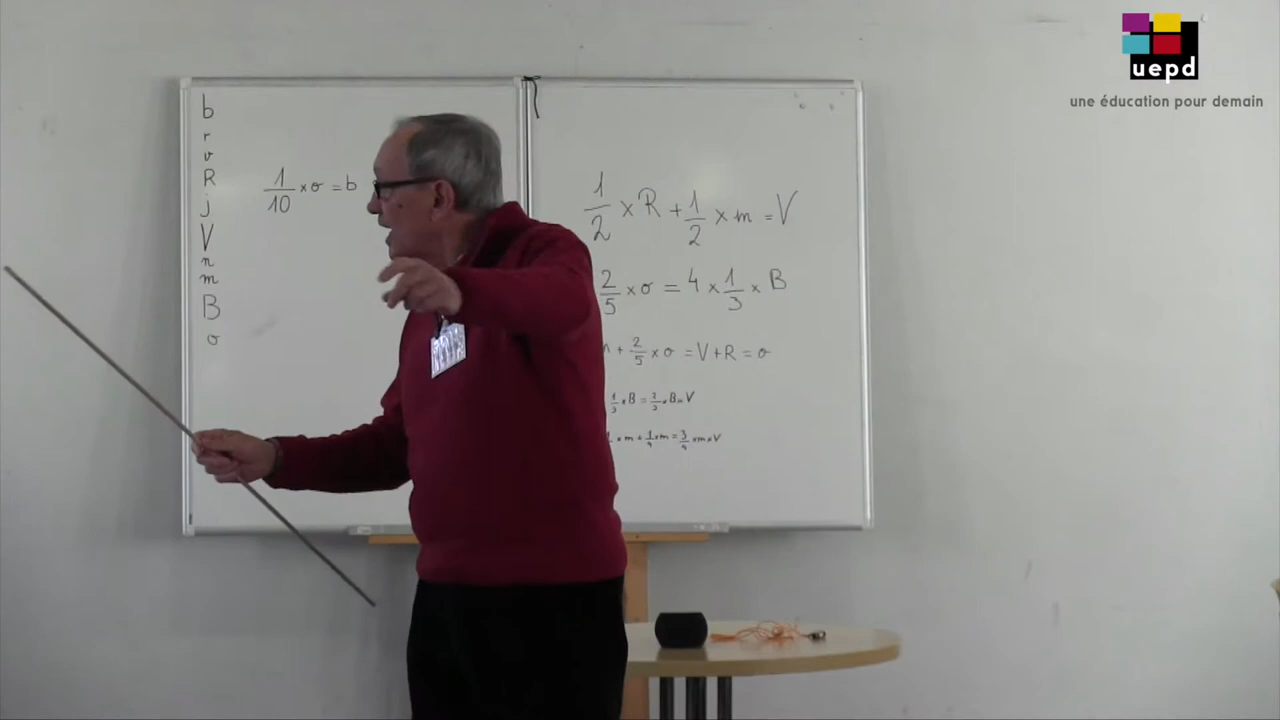 uepd
une éducation pour demain
b
r
v
R
j
V
n
m
B
o
1/10 × o = b
1/2 × R + 1/2 × m = V
2/5 × o = 4 × 1/3 × B
+ 2/5 × o = V + R = o